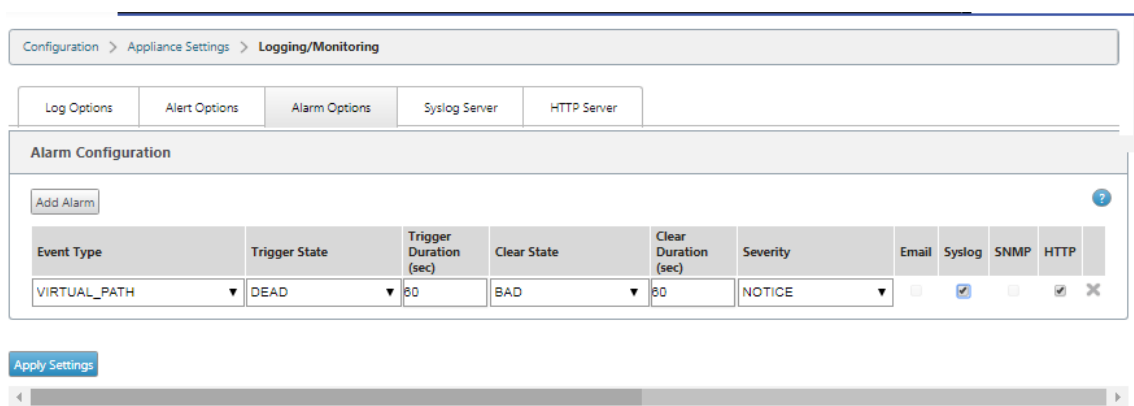 Configuration > Appliance Settings > Logging/Monitoring
Log Options Alert Options Alarm Options Syslog Server HTTP Server
Alarm Configuration
Add Alarm ?
Event Type Trigger State Trigger Duration (sec) Clear State Clear Duration (sec) Severity Email Syslog SNMP HTTP
VIRTUAL_PATH DEAD 60 BAD 60 NOTICE
Apply Settings